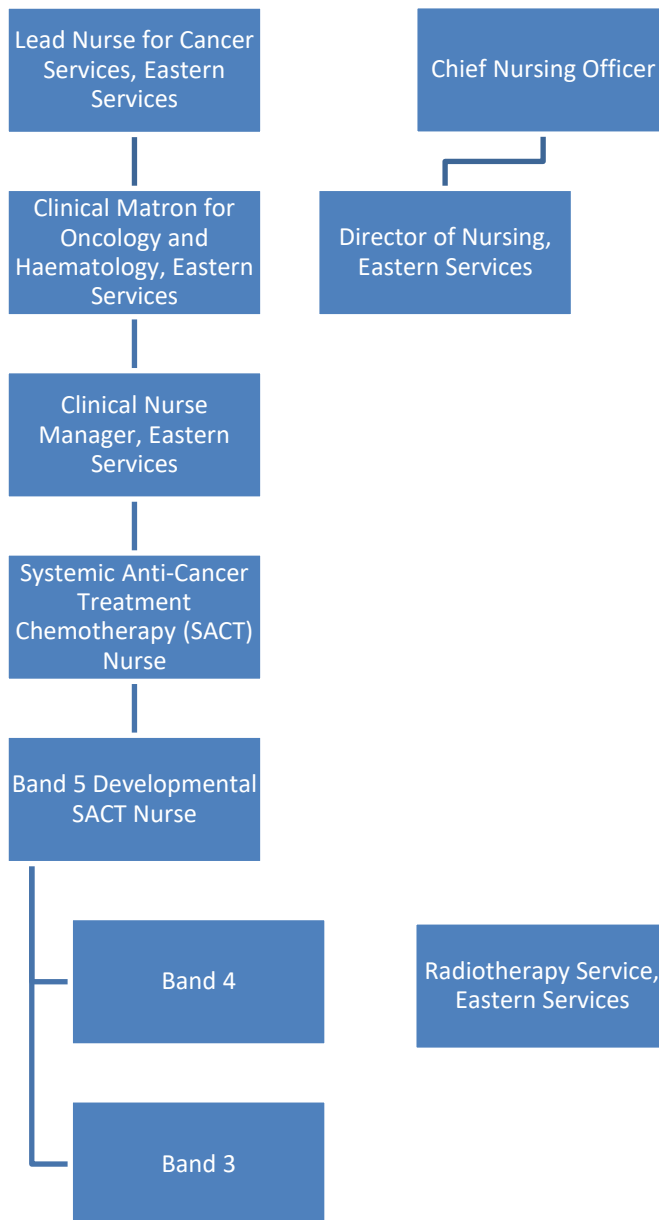 Lead Nurse for Cancer
Services, Eastern
Services
Chief Nursing Officer
Clinical Matron for
Oncology and
Haematology, Eastern
Services
Director of Nursing,
Eastern Services
Clinical Nurse
Manager, Eastern
Services
Systemic Anti-Cancer
Treatment
Chemotherapy (SACT)
Nurse
Band 5 Developmental
SACT Nurse
Band 4
Radiotherapy Service,
Eastern Services
Band 3